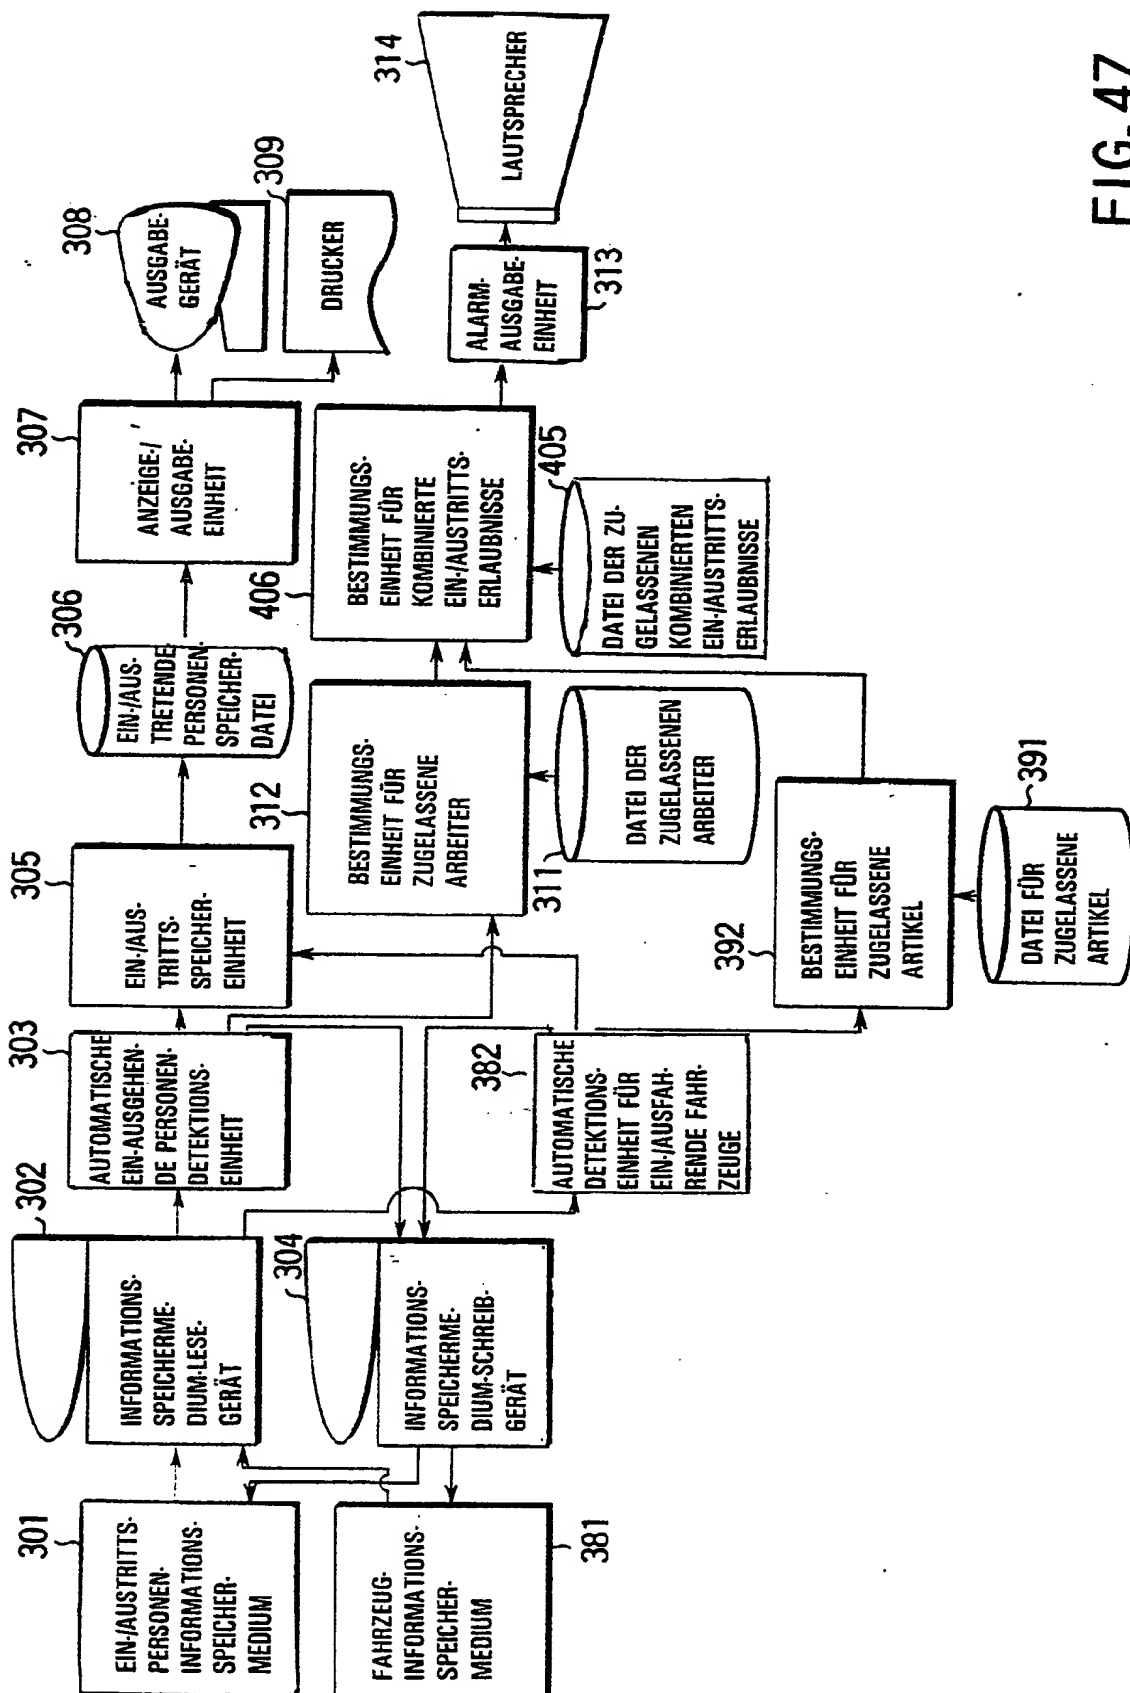 301
EIN-/AUSTRITTS-
PERSONEN-
INFORMATIONS-
SPEICHER-
MEDIUM
302
INFORMATIONS-
SPEICHERME-
DIUM-LESE-
GERÄT
303
AUTOMATISCHE
EIN-AUSGEHEN-
DE PERSONEN-
DETEKTIONS-
EINHEIT
305
EIN-/AUS-
TRITTS-
SPEICHER-
EINHEIT
306
EIN-/AUS-
TRETENDE
PERSONEN-
SPEICHER-
DATEI
307
ANZEIGE-/
AUSGABE-
EINHEIT
308
AUSGABE-
GERÄT
309
DRUCKER
381
FAHRZEUG-
INFORMATIONS-
SPEICHER-
MEDIUM
304
INFORMATIONS-
SPEICHERME-
DIUM-SCHREIB-
GERÄT
312
BESTIMMUNGS-
EINHEIT FÜR
ZUGELASSENE
ARBEITER
406
BESTIMMUNGS-
EINHEIT FÜR
KOMBINIERTE
EIN-/AUSTRITTS-
ERLAUBNISSE
313
ALARM-
AUSGABE-
EINHEIT
314
LAUTSPRECHER
382
AUTOMATISCHE
DETEKTIONS-
EINHEIT FÜR
EIN-/AUSFAH-
RENDE FAHR-
ZEUGE
311
DATEI DER
ZUGELASSENEN
ARBEITER
405
DATEI DER ZU-
GELASSENEN
KOMBINIERTEN
EIN-/AUSTRITTS-
ERLAUBNISSE
392
BESTIMMUNGS-
EINHEIT FÜR
ZUGELASSENE
ARTIKEL
391
DATEI FÜR
ZUGELASSENE
ARTIKEL
FIG. 47